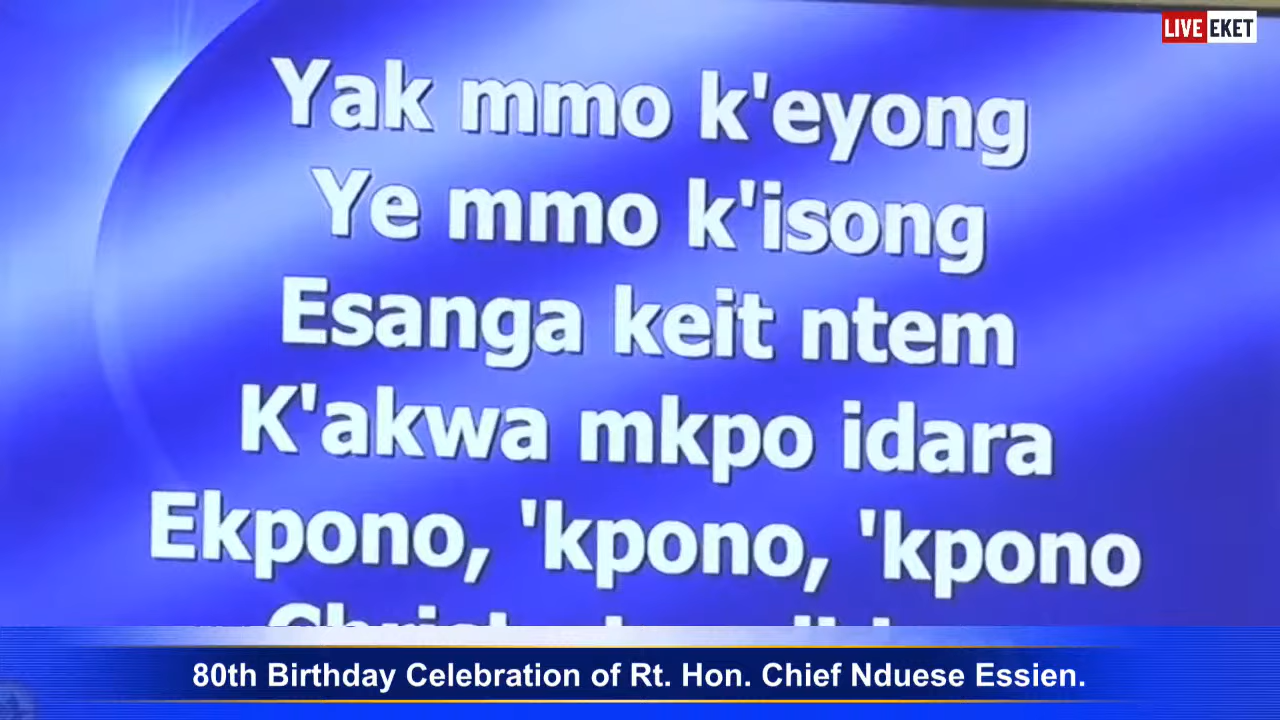 LIVE EKET
Yak mmo k'eyong
Ye mmo k'isong
Esanga keit ntem
K'akwa mkpo idara
Ekpono, 'kpono, 'kpono
80th Birthday Celebration of Rt. Hon. Chief Nduese Essien.